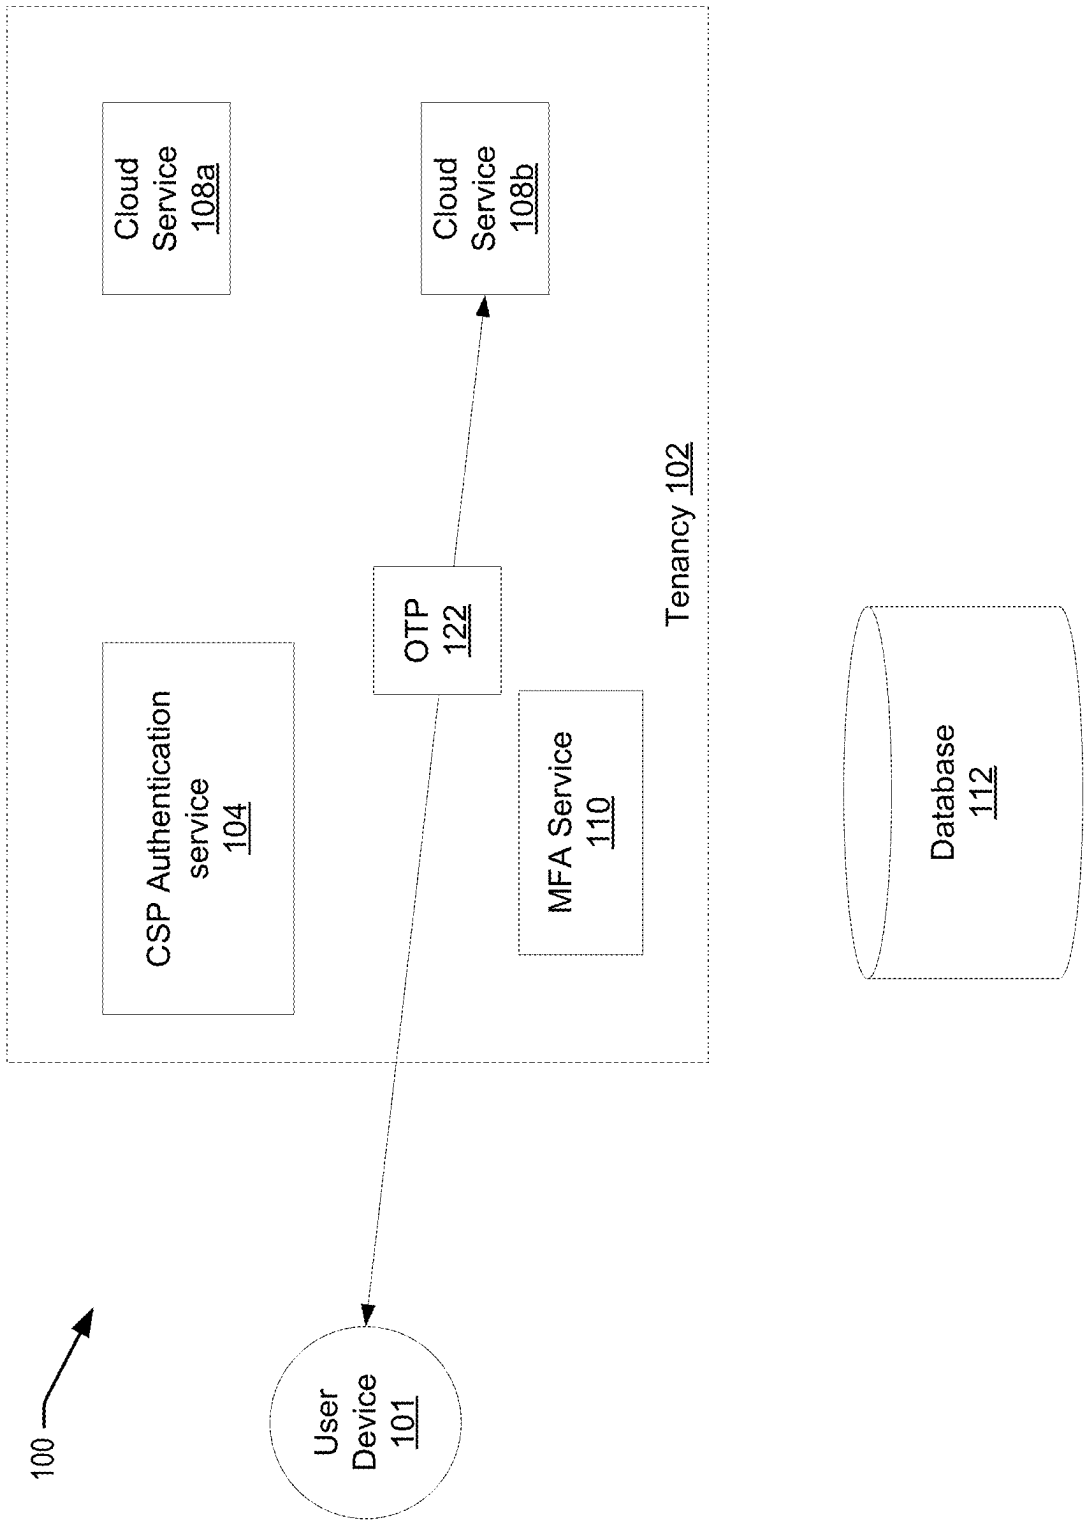 100
User
Device
101
CSP Authentication
service
104
OTP
122
MFA Service
110
Cloud
Service
108a
Cloud
Service
108b
Tenancy 102
Database
112